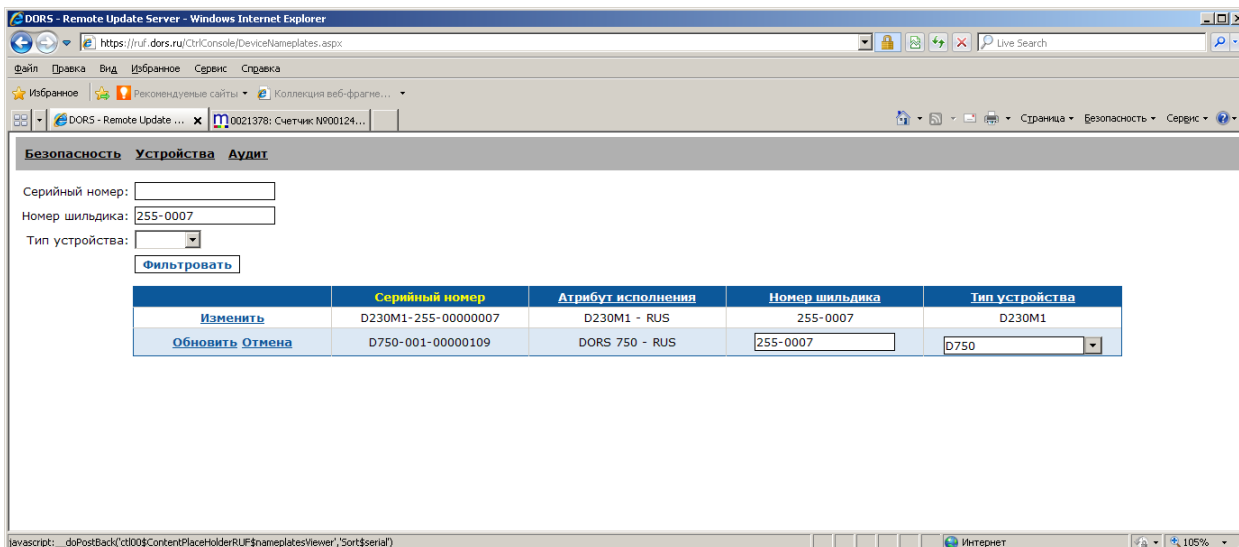 DORS - Remote Update Server - Windows Internet Explorer
https://ruf.dors.ru/CtrlConsole/DeviceNameplates.aspx
Live Search
Файл Правка Вид Избранное Сервис Справка
Избранное Рекомендуемые сайты Коллекция веб-фрагме...
DORS - Remote Update ... 0021378: Счетчик №00124... Страница Безопасность Сервис
Безопасность Устройства Аудит
Серийный номер:
Номер шильдика: 255-0007
Тип устройства:
Фильтровать
Серийный номер Атрибут исполнения Номер шильдика Тип устройства
Изменить D230M1-255-00000007 D230M1 - RUS 255-0007 D230M1
Обновить Отмена D750-001-00000109 DORS 750 - RUS 255-0007 D750
javascript:__doPostBack('ctl00$ContentPlaceHolderRUF$nameplatesViewer','Sort$serial') Интернет 105%